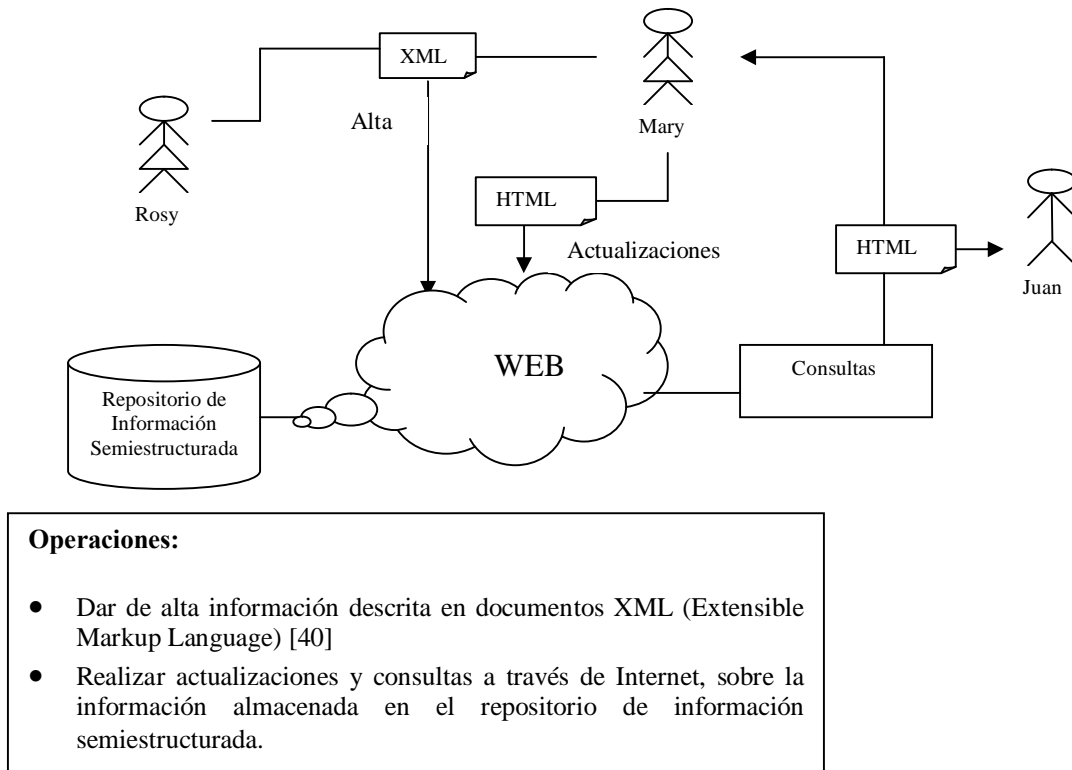 XML
Mary
Alta
Rosy
HTML
Actualizaciones
HTML
Juan
WEB
Consultas
Repositorio de
Información
Semiestructurada
Operaciones:
• Dar de alta información descrita en documentos XML (Extensible
Markup Language) [40]
• Realizar actualizaciones y consultas a través de Internet, sobre la
información almacenada en el repositorio de información
semiestructurada.